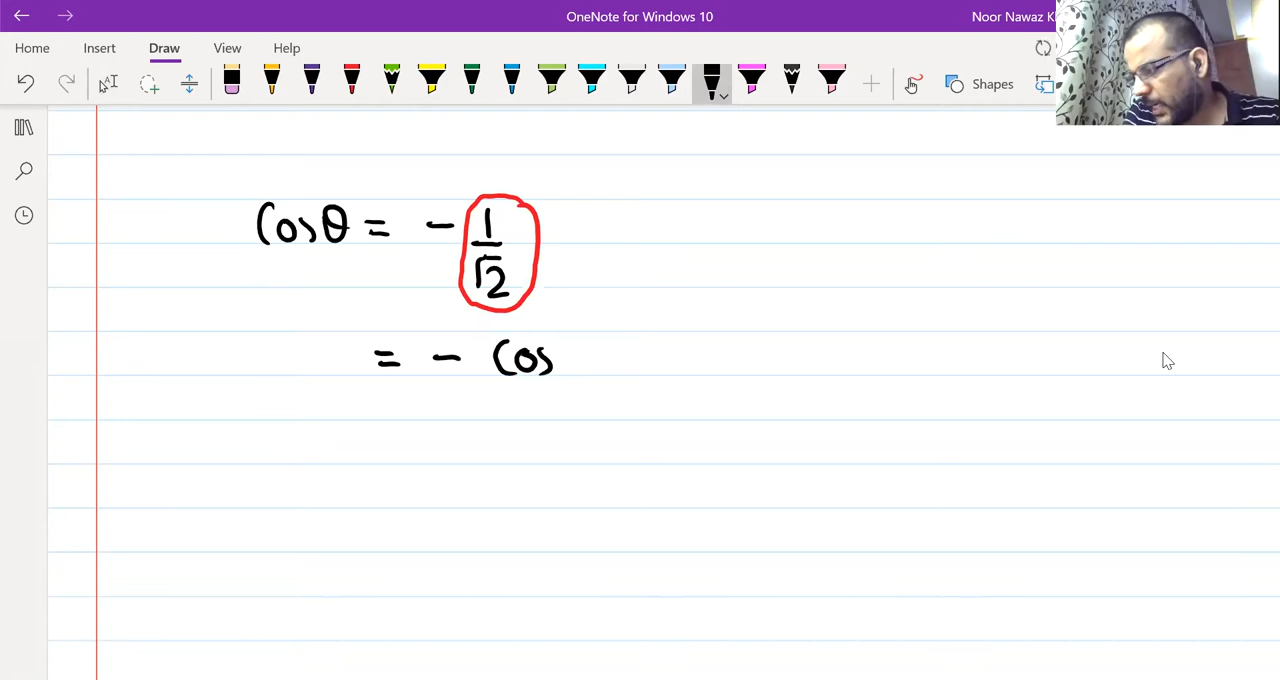 OneNote for Windows 10
Noor Nawaz K
Home Insert Draw View Help
Shapes
Cosθ = - 1/√2
= - Cos